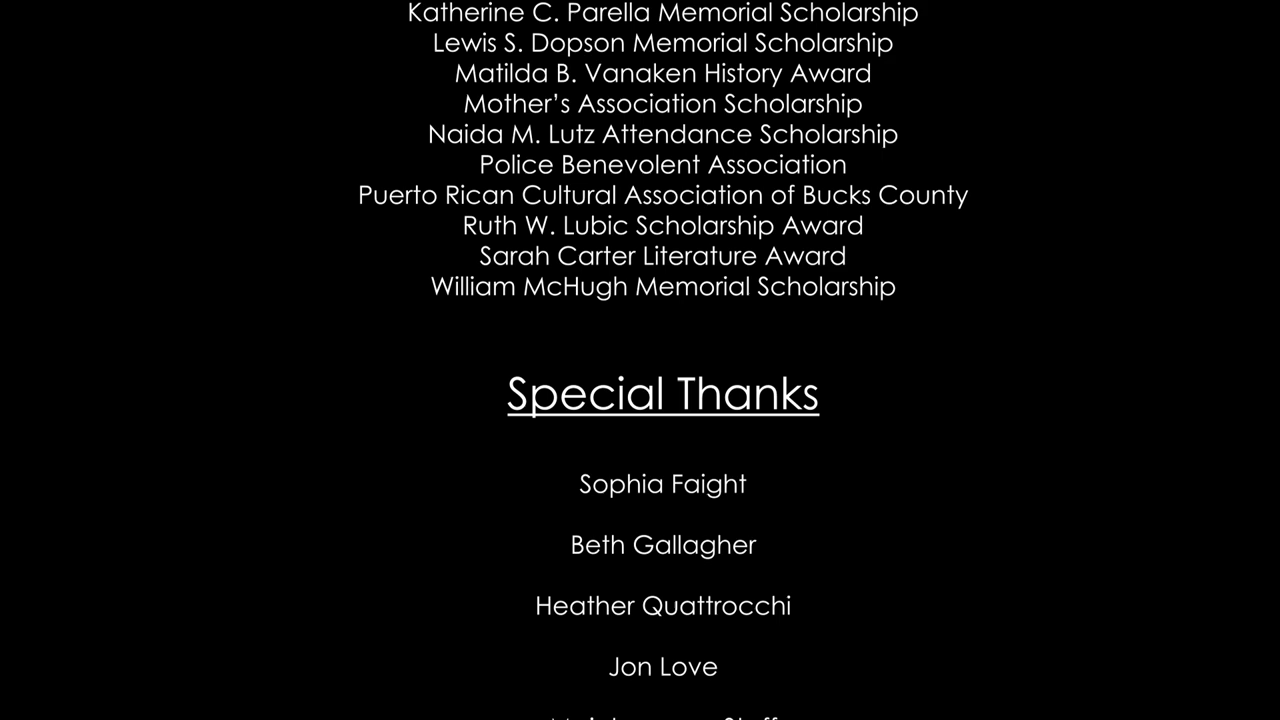 Katherine C. Parella Memorial Scholarship
Lewis S. Dopson Memorial Scholarship
Matilda B. Vanaken History Award
Mother’s Association Scholarship
Naida M. Lutz Attendance Scholarship
Police Benevolent Association
Puerto Rican Cultural Association of Bucks County
Ruth W. Lubic Scholarship Award
Sarah Carter Literature Award
William McHugh Memorial Scholarship
Special Thanks
Sophia Faight
Beth Gallagher
Heather Quattrocchi
Jon Love